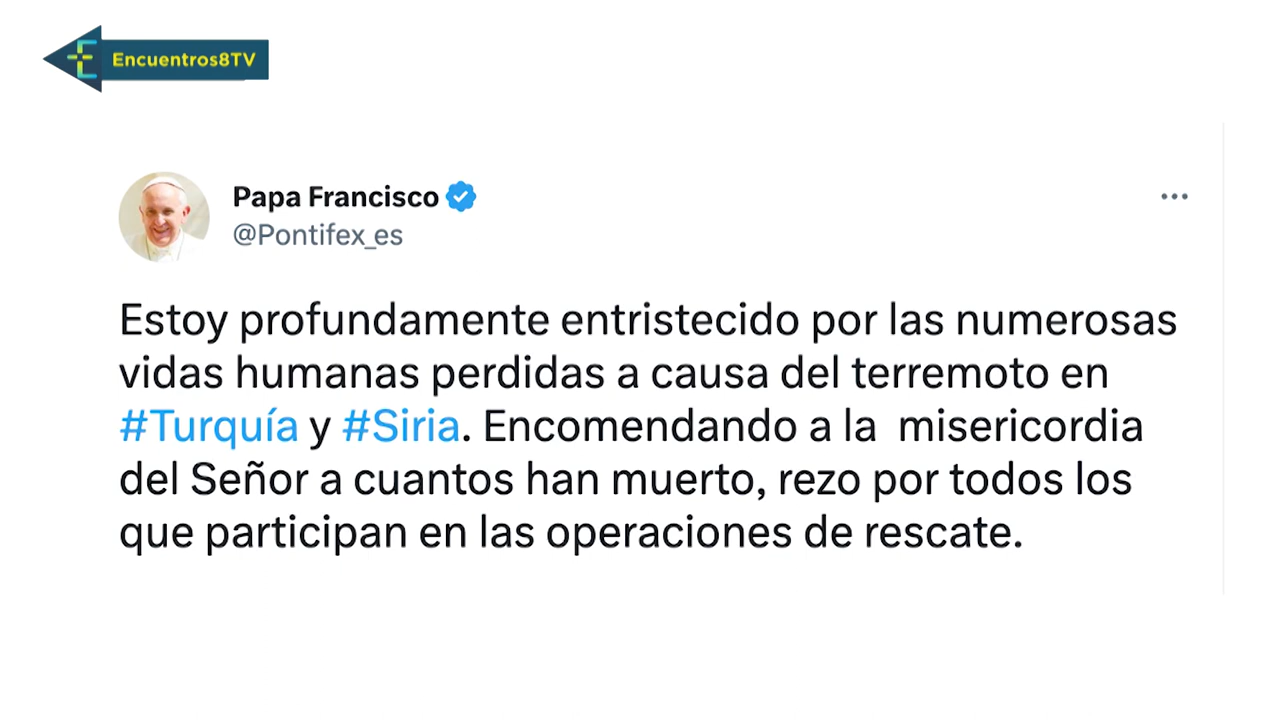 Encuentros8TV
Papa Francisco
@Pontifex_es
Estoy profundamente entristecido por las numerosas
vidas humanas perdidas a causa del terremoto en
#Turquía y #Siria. Encomendando a la  misericordia
del Señor a cuantos han muerto, rezo por todos los
que participan en las operaciones de rescate.